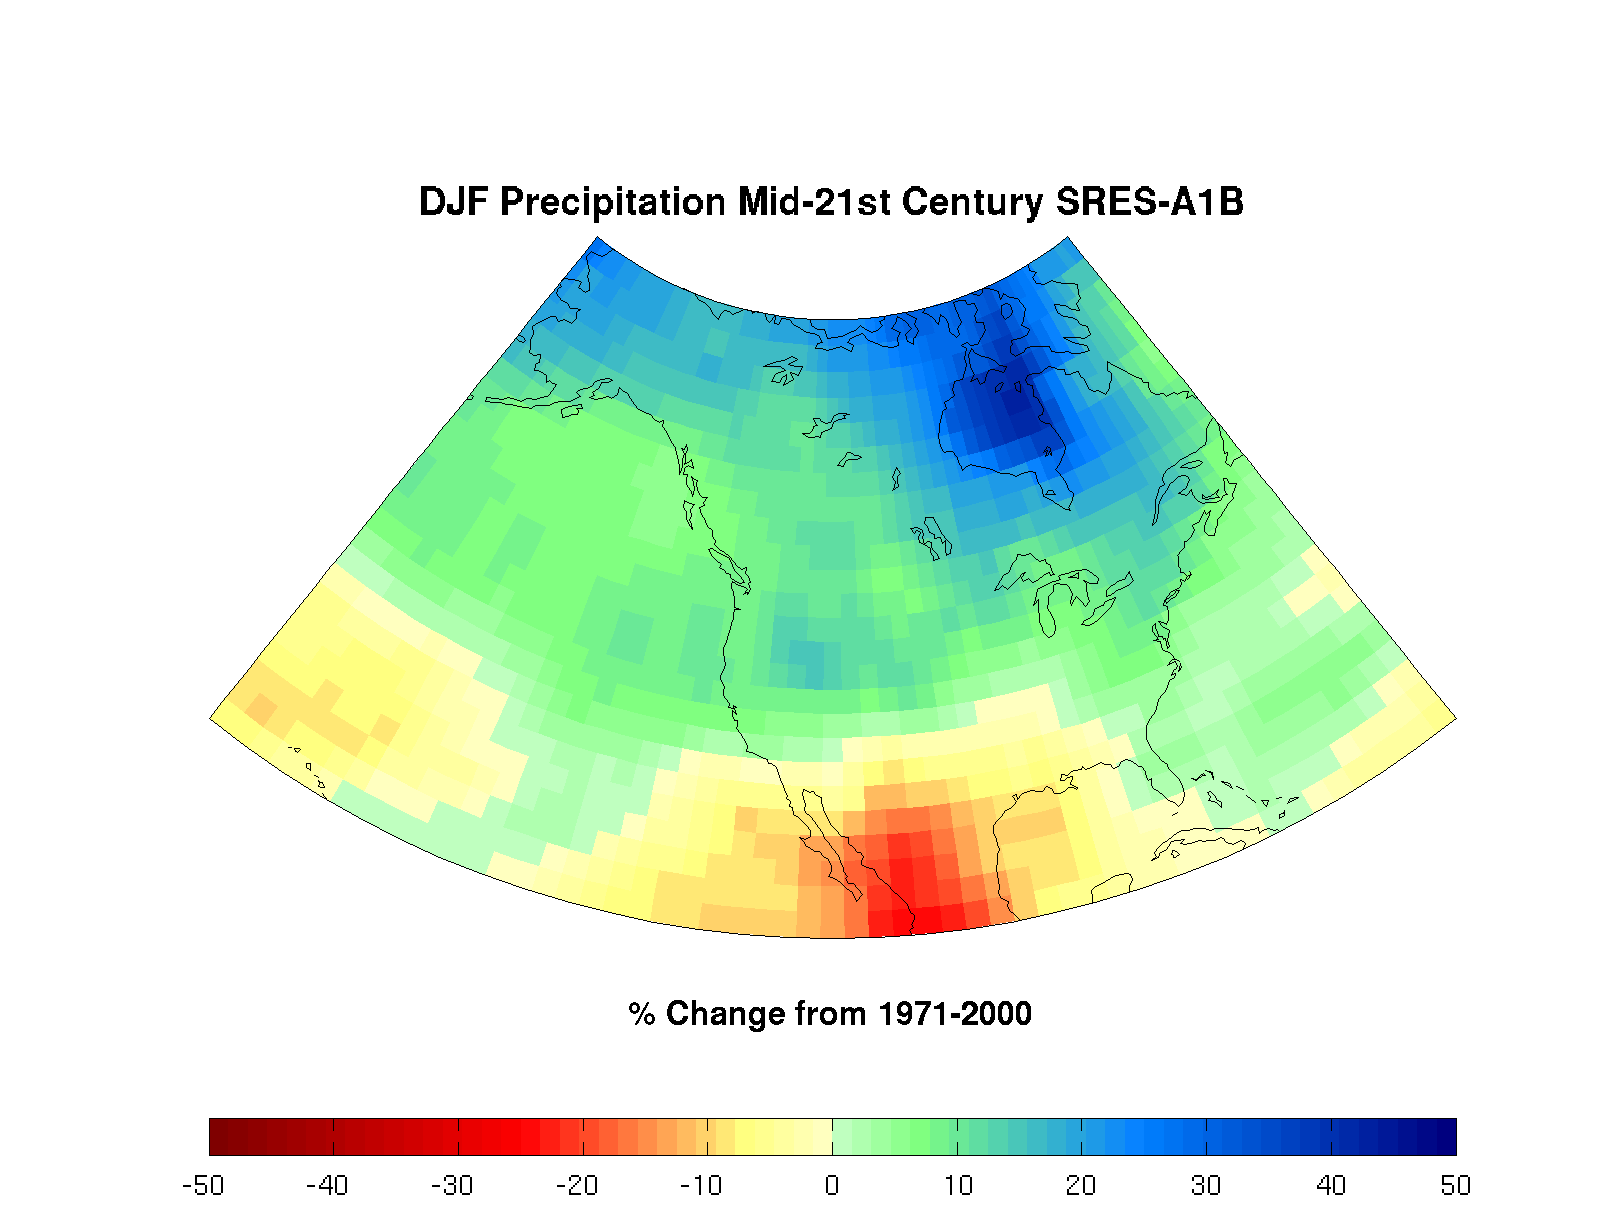 DJF Precipitation Mid-21st Century SRES-A1B
% Change from 1971-2000
-50 -40 -30 -20 -10 0 10 20 30 40 50